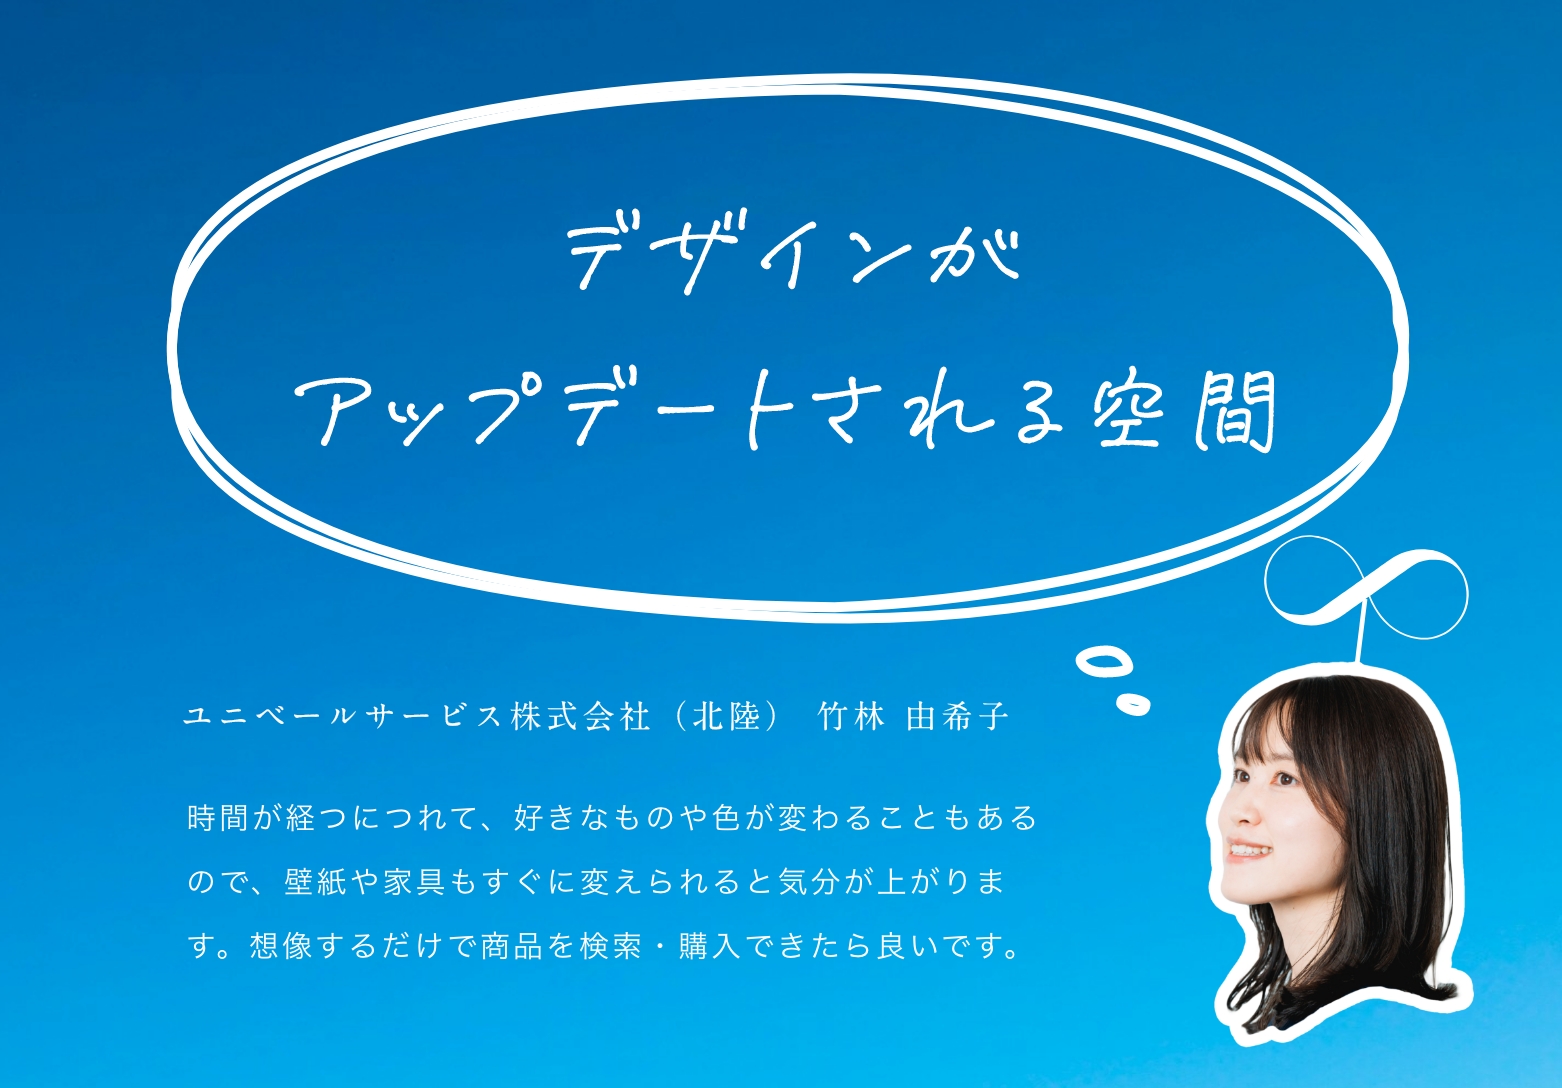 デザインが
アップデートされる空間
ユニベールサービス株式会社（北陸） 竹林 由希子
時間が経つにつれて、好きなものや色が変わることもある
ので、壁紙や家具もすぐに変えられると気分が上がりま
す。想像するだけで商品を検索・購入できたら良いです。